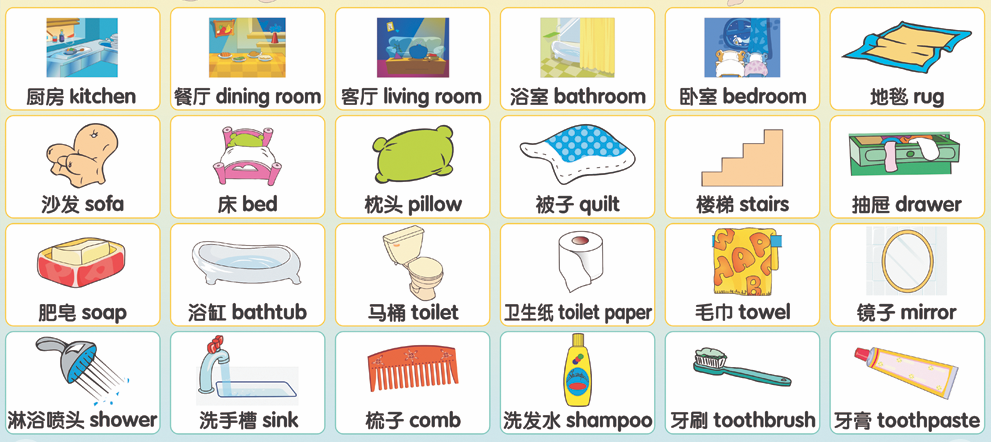 厨房 kitchen
餐厅 dining room
客厅 living room
浴室 bathroom
卧室 bedroom
地毯 rug
沙发 sofa
床 bed
枕头 pillow
被子 quilt
楼梯 stairs
抽屉 drawer
肥皂 soap
浴缸 bathtub
马桶 toilet
卫生纸 toilet paper
毛巾 towel
镜子 mirror
淋浴喷头 shower
洗手槽 sink
梳子 comb
洗发水 shampoo
牙刷 toothbrush
牙膏 toothpaste